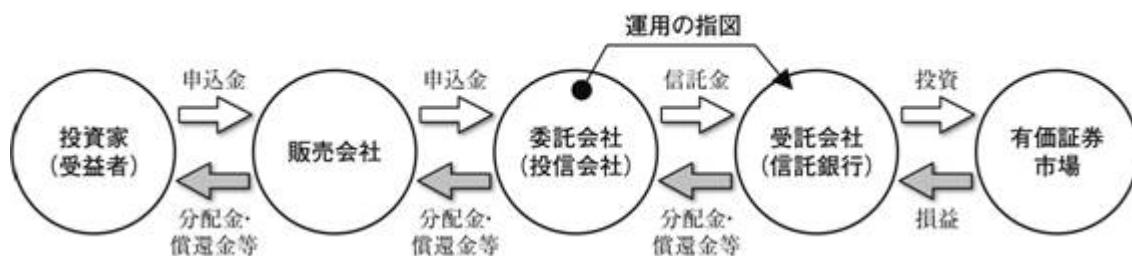 運用の指図
申込金
申込金
信託金
投資
投資家
(受益者)
販売会社
委託会社
(投信会社)
受託会社
(信託銀行)
有価証券
市場
分配金・
償還金等
分配金・
償還金等
分配金・
償還金等
損益